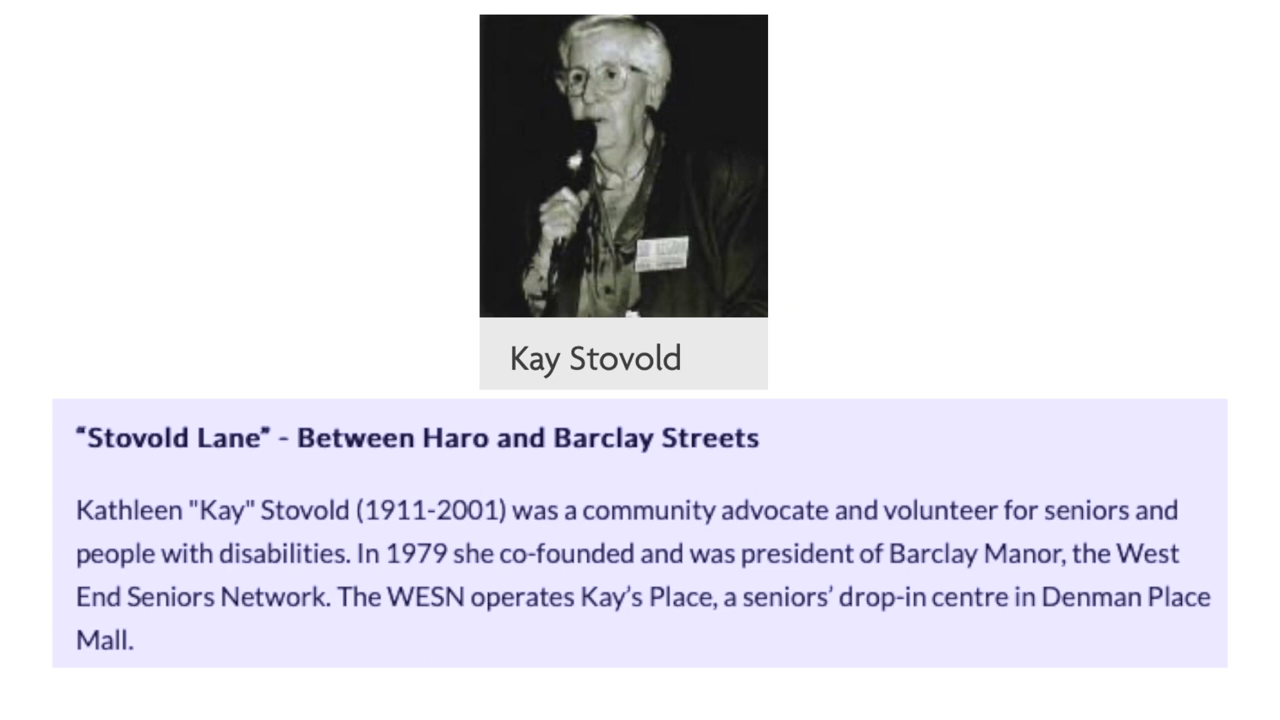 Kay Stovold
“Stovold Lane” - Between Haro and Barclay Streets
Kathleen "Kay" Stovold (1911-2001) was a community advocate and volunteer for seniors and
people with disabilities. In 1979 she co-founded and was president of Barclay Manor, the West
End Seniors Network. The WESN operates Kay’s Place, a seniors’ drop-in centre in Denman Place
Mall.